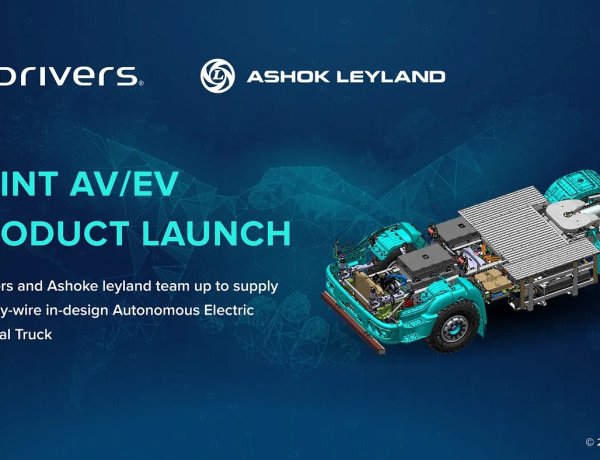 DRIVERS®
ASHOK LEYLAND
INT AV/EV
ODUCT LAUNCH
ers and Ashoke leyland team up to supply
y-wire in-design Autonomous Electric
al Truck
© 2